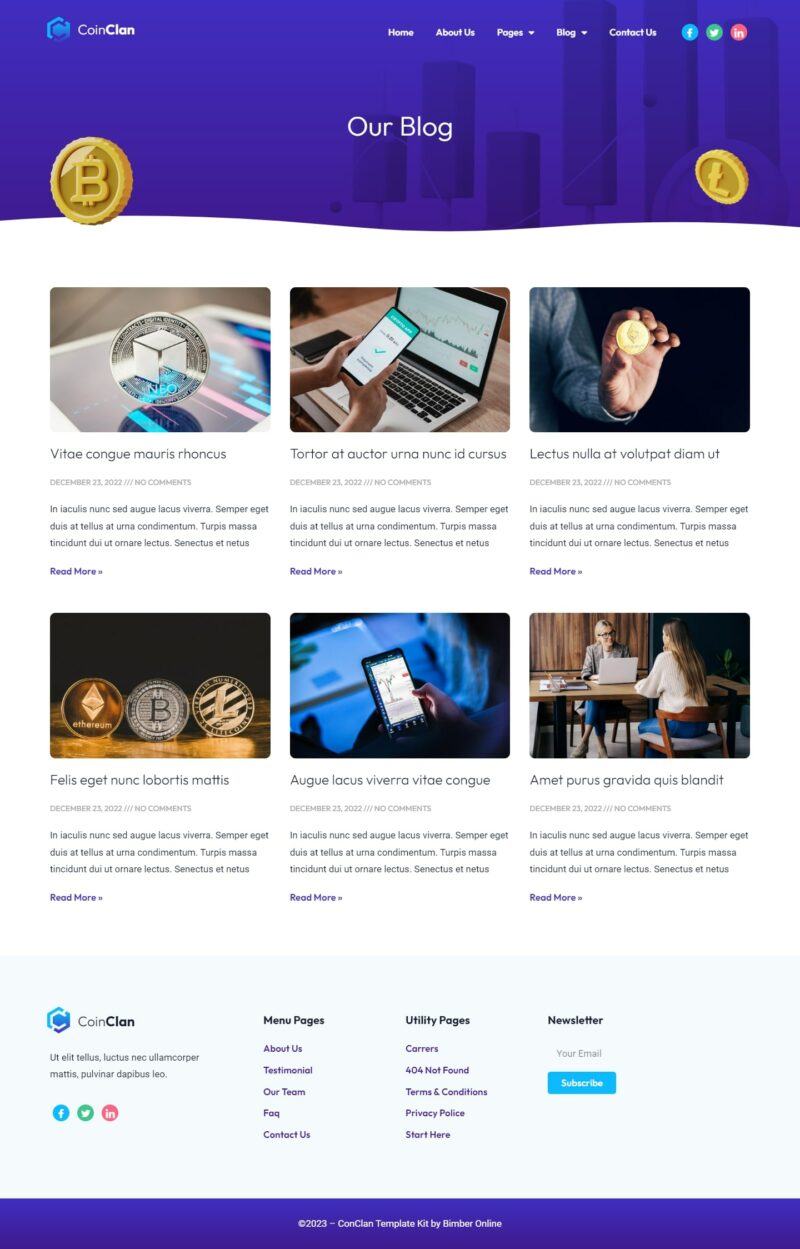 CoinClan
Home About Us Pages Blog Contact Us
Our Blog
NEO
Vitae congue mauris rhoncus
DECEMBER 23, 2022 /// NO COMMENTS
In iaculis nunc sed augue lacus viverra. Semper eget
duis at tellus at urna condimentum. Turpis massa
tincidunt dui ut ornare lectus. Senectus et netus
Read More »
Tortor at auctor urna nunc id cursus
DECEMBER 23, 2022 /// NO COMMENTS
In iaculis nunc sed augue lacus viverra. Semper eget
duis at tellus at urna condimentum. Turpis massa
tincidunt dui ut ornare lectus. Senectus et netus
Read More »
Lectus nulla at volutpat diam ut
DECEMBER 23, 2022 /// NO COMMENTS
In iaculis nunc sed augue lacus viverra. Semper eget
duis at tellus at urna condimentum. Turpis massa
tincidunt dui ut ornare lectus. Senectus et netus
Read More »
ethereum
Felis eget nunc lobortis mattis
DECEMBER 23, 2022 /// NO COMMENTS
In iaculis nunc sed augue lacus viverra. Semper eget
duis at tellus at urna condimentum. Turpis massa
tincidunt dui ut ornare lectus. Senectus et netus
Read More »
Augue lacus viverra vitae congue
DECEMBER 23, 2022 /// NO COMMENTS
In iaculis nunc sed augue lacus viverra. Semper eget
duis at tellus at urna condimentum. Turpis massa
tincidunt dui ut ornare lectus. Senectus et netus
Read More »
Amet purus gravida quis blandit
DECEMBER 23, 2022 /// NO COMMENTS
In iaculis nunc sed augue lacus viverra. Semper eget
duis at tellus at urna condimentum. Turpis massa
tincidunt dui ut ornare lectus. Senectus et netus
Read More »
CoinClan
Ut elit tellus, luctus nec ullamcorper
mattis, pulvinar dapibus leo.
Menu Pages
About Us
Testimonial
Our Team
Faq
Contact Us
Utility Pages
Carrers
404 Not Found
Terms & Conditions
Privacy Police
Start Here
Newsletter
Your Email
Subscribe
©2023 – ConClan Template Kit by Bimber Online